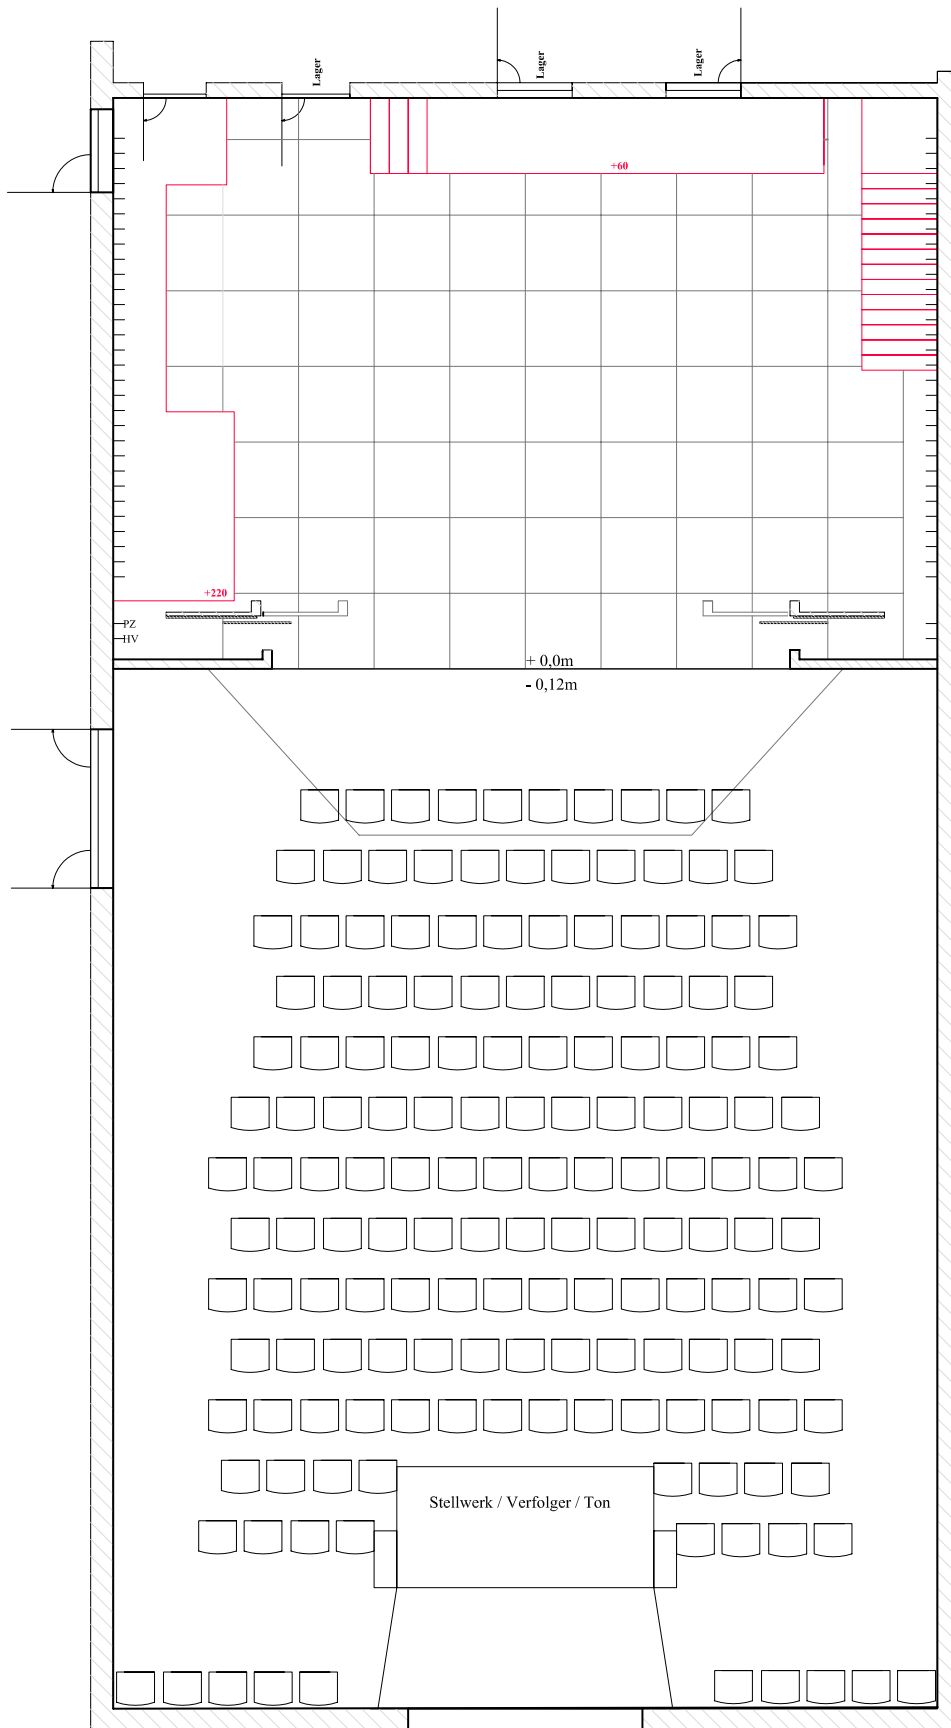 Lager
Lager
Lager
+60
+220
PZ
HV
+ 0,0m
- 0,12m
Stellwerk / Verfolger / Ton